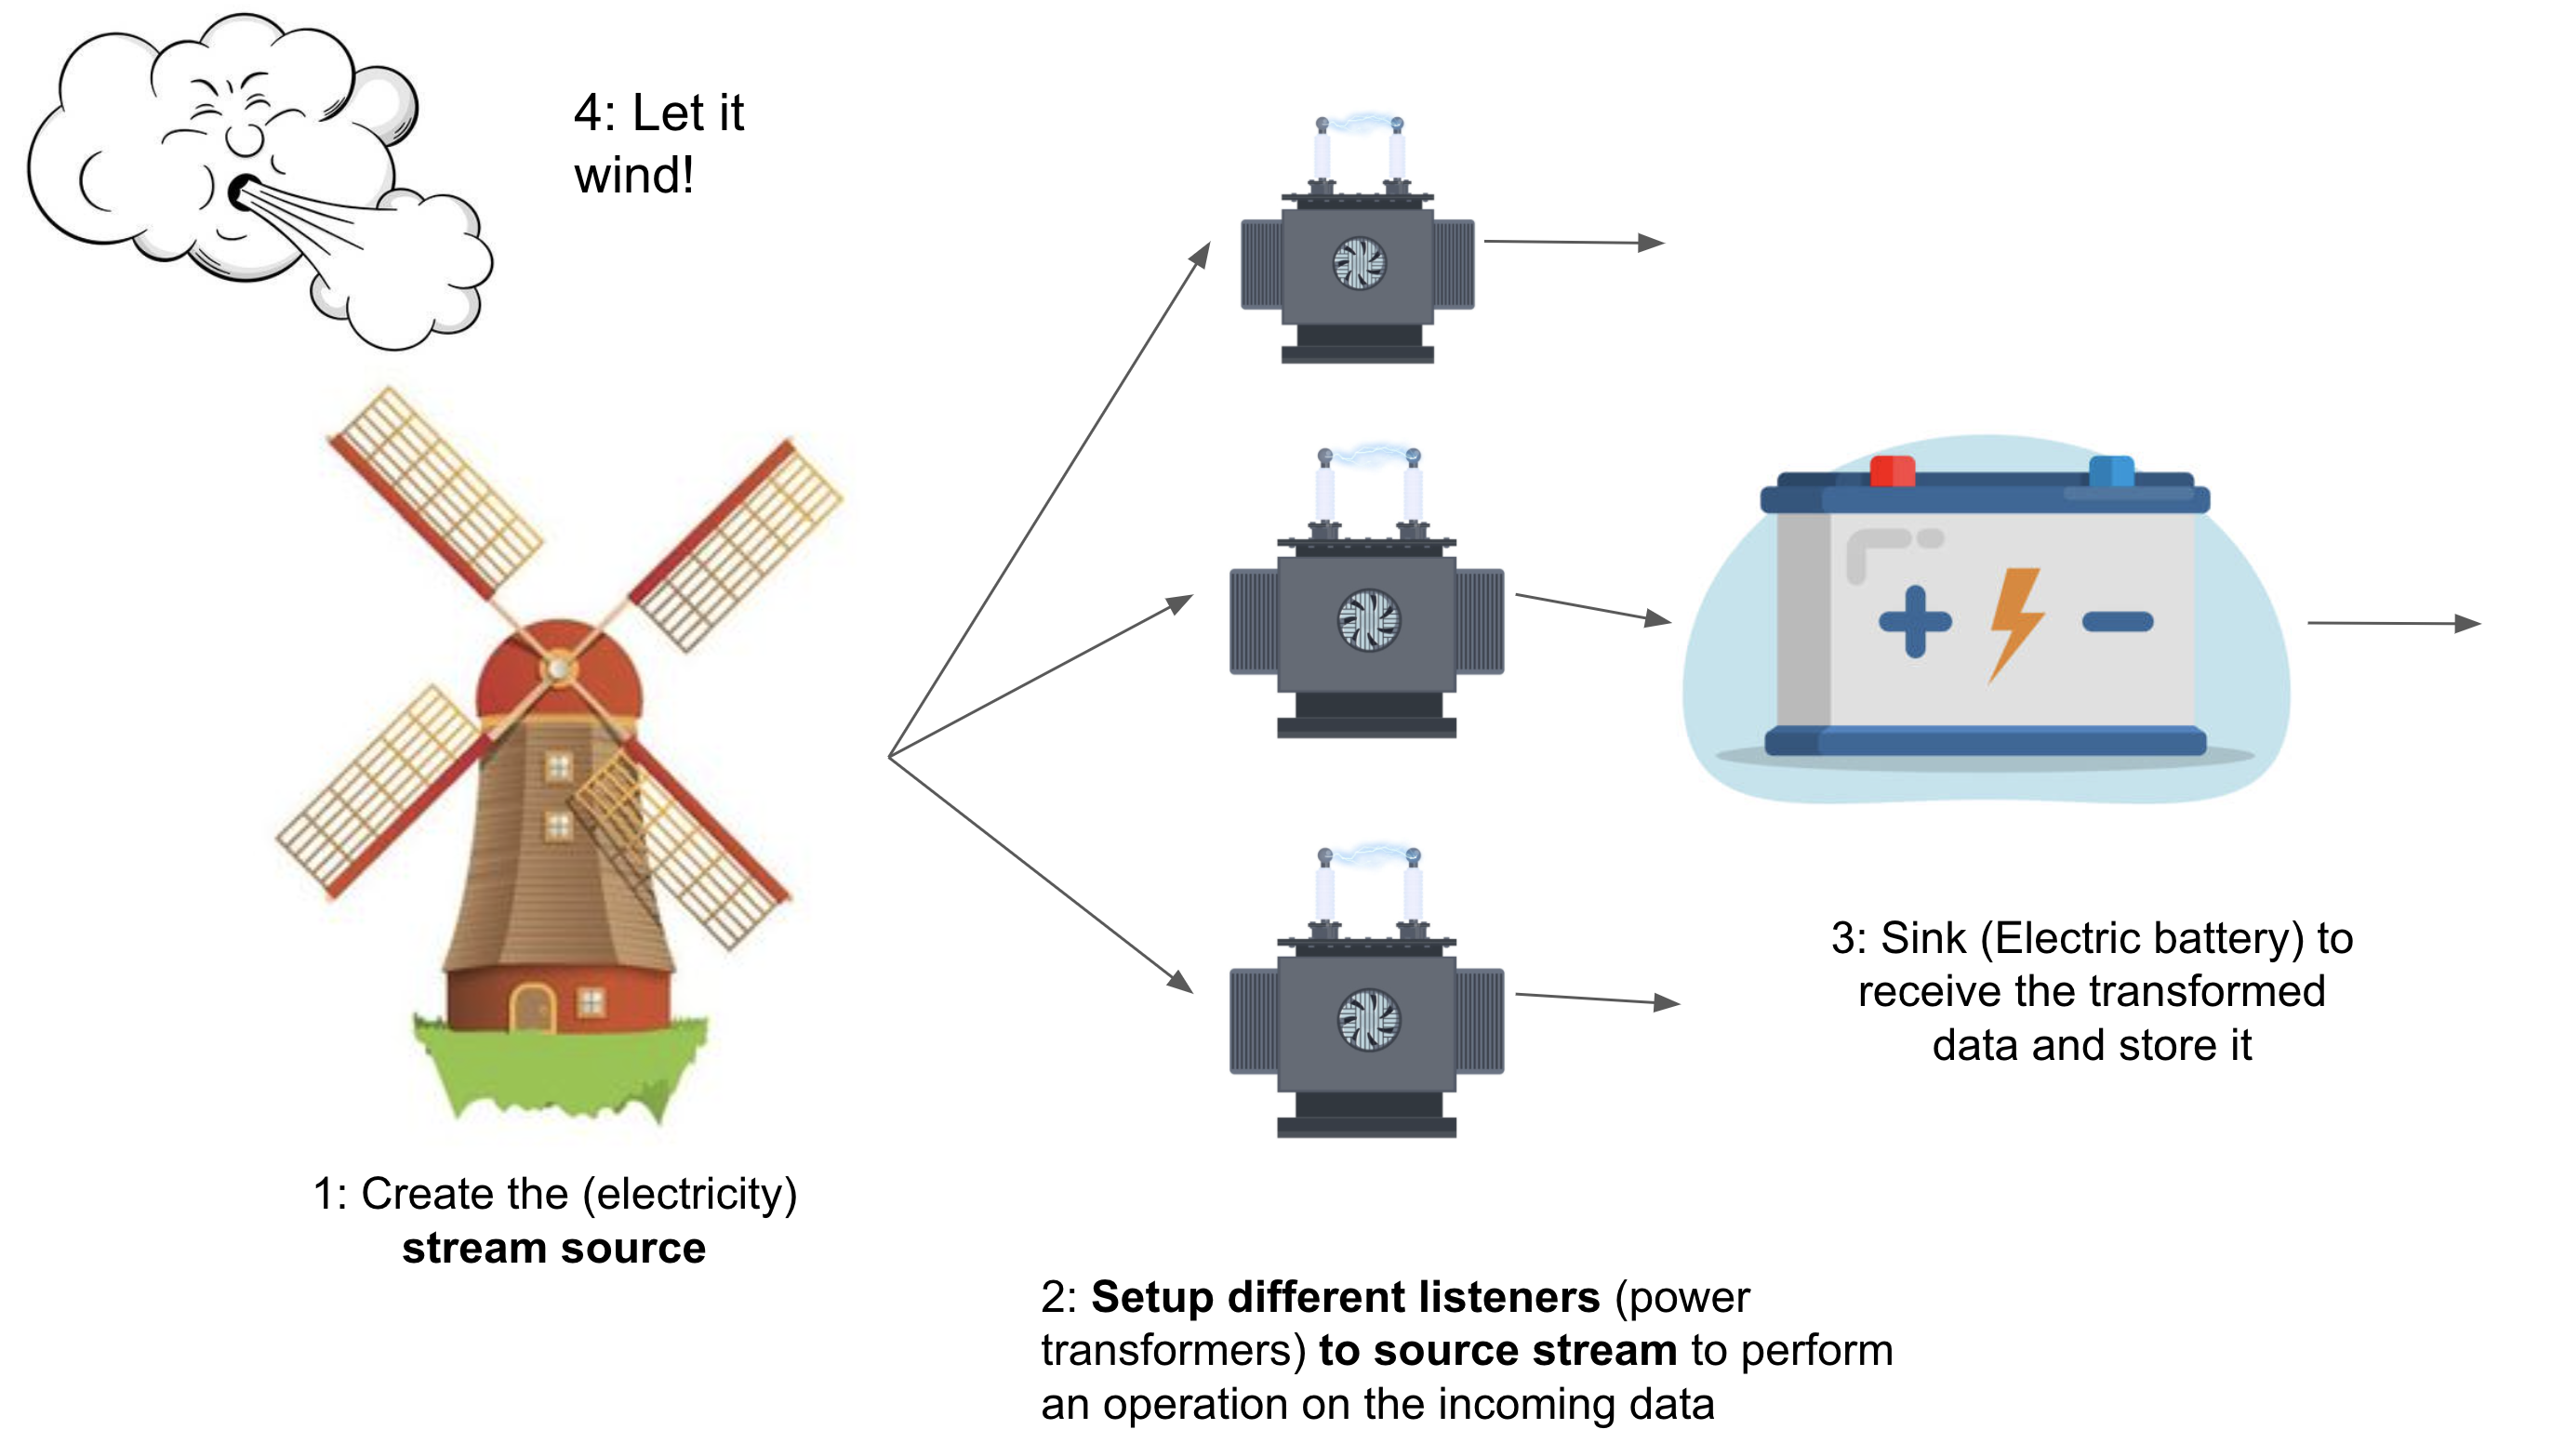 4: Let it
wind!
1: Create the (electricity)
stream source
2: Setup different listeners (power
transformers) to source stream to perform
an operation on the incoming data
3: Sink (Electric battery) to
receive the transformed
data and store it